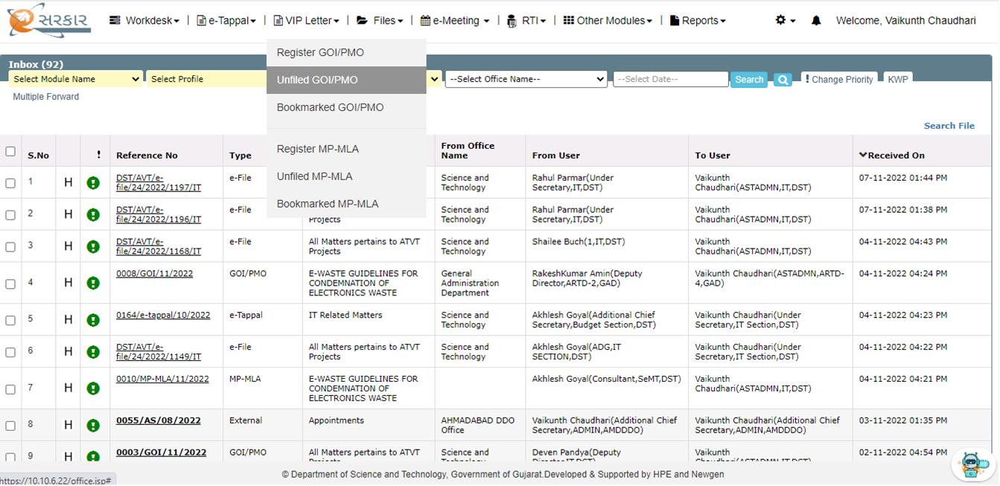 સરકાર Workdesk | e-Tappal | VIP Letter | Files | e-Meeting | RTI | Other Modules | Reports Welcome, Vaikunth Chaudhari
Register GOI/PMO
Unfiled GOI/PMO
Bookmarked GOI/PMO
Register MP-MLA
Unfiled MP-MLA
Bookmarked MP-MLA
Inbox (92)
Select Module Name Select Profile --Select Office Name-- --Select Date-- Search ! Change Priority KWP
Multiple Forward
Search File
S.No ! Reference No Type From Office Name From User To User Received On
1 H DST/AVT/e- e-File Science and Rahul Parmar(Under Vaikunth 07-11-2022 01:44 PM
file/24/2022/1197/IT Technology Secretary,IT,DST) Chaudhari(ASTADMN,IT,DST)
2 H DST/AVT/e- e-File Science and Rahul Parmar(Under Vaikunth 07-11-2022 01:38 PM
file/24/2022/1196/IT Projects Technology Secretary,IT,DST) Chaudhari(ASTADMN,IT,DST)
3 H DST/AVT/e- e-File All Matters pertains to ATVT Science and Shailee Buch(1,IT,DST) Vaikunth 04-11-2022 04:43 PM
file/24/2022/1168/IT Projects Technology Chaudhari(ASTADMN,IT,DST)
4 H 0008/GOI/11/2022 GOI/PMO E-WASTE GUIDELINES FOR General RakeshKumar Amin(Deputy Vaikunth Chaudhari(ASTADMN,ARTD- 04-11-2022 04:24 PM
CONDEMNATION OF Administration Director,ARTD-2,GAD) 4,GAD)
ELECTRONICS WASTE Department
5 H 0164/e-tappal/10/2022 e-Tappal IT Related Matters Science and Akhlesh Goyal(Additional Chief Vaikunth Chaudhari(Under 04-11-2022 04:23 PM
Technology Secretary,Budget Section,DST) Secretary,IT Section,DST)
6 H DST/AVT/e- e-File All Matters pertains to ATVT Science and Akhlesh Goyal(ADG,IT Vaikunth Chaudhari(Under 04-11-2022 04:22 PM
file/24/2022/1149/IT Projects Technology SECTION,DST) Secretary,IT Section,DST)
7 H 0010/MP-MLA/11/2022 MP-MLA E-WASTE GUIDELINES FOR Akhlesh Goyal(Consultant,SeMT,DST) Vaikunth 04-11-2022 04:21 PM
CONDEMNATION OF Chaudhari(ASTADMN,IT,DST)
ELECTRONICS WASTE
8 H 0055/AS/08/2022 External Appointments AHMADABAD DDO Vaikunth Chaudhari(Additional Chief Vaikunth Chaudhari(Additional Chief 03-11-2022 01:35 PM
Office Secretary,ADMIN,AMDDDO) Secretary,ADMIN,AMDDDO)
9 H 0003/GOI/11/2022 GOI/PMO All Matters pertains to ATVT Science and Deven Pandya(Deputy Vaikunth 02-11-2022 04:54 PM
© Department of Science and Technology, Government of Gujarat.Developed & Supported by HPE and Newgen
https://10.10.6.22/office.jsp#